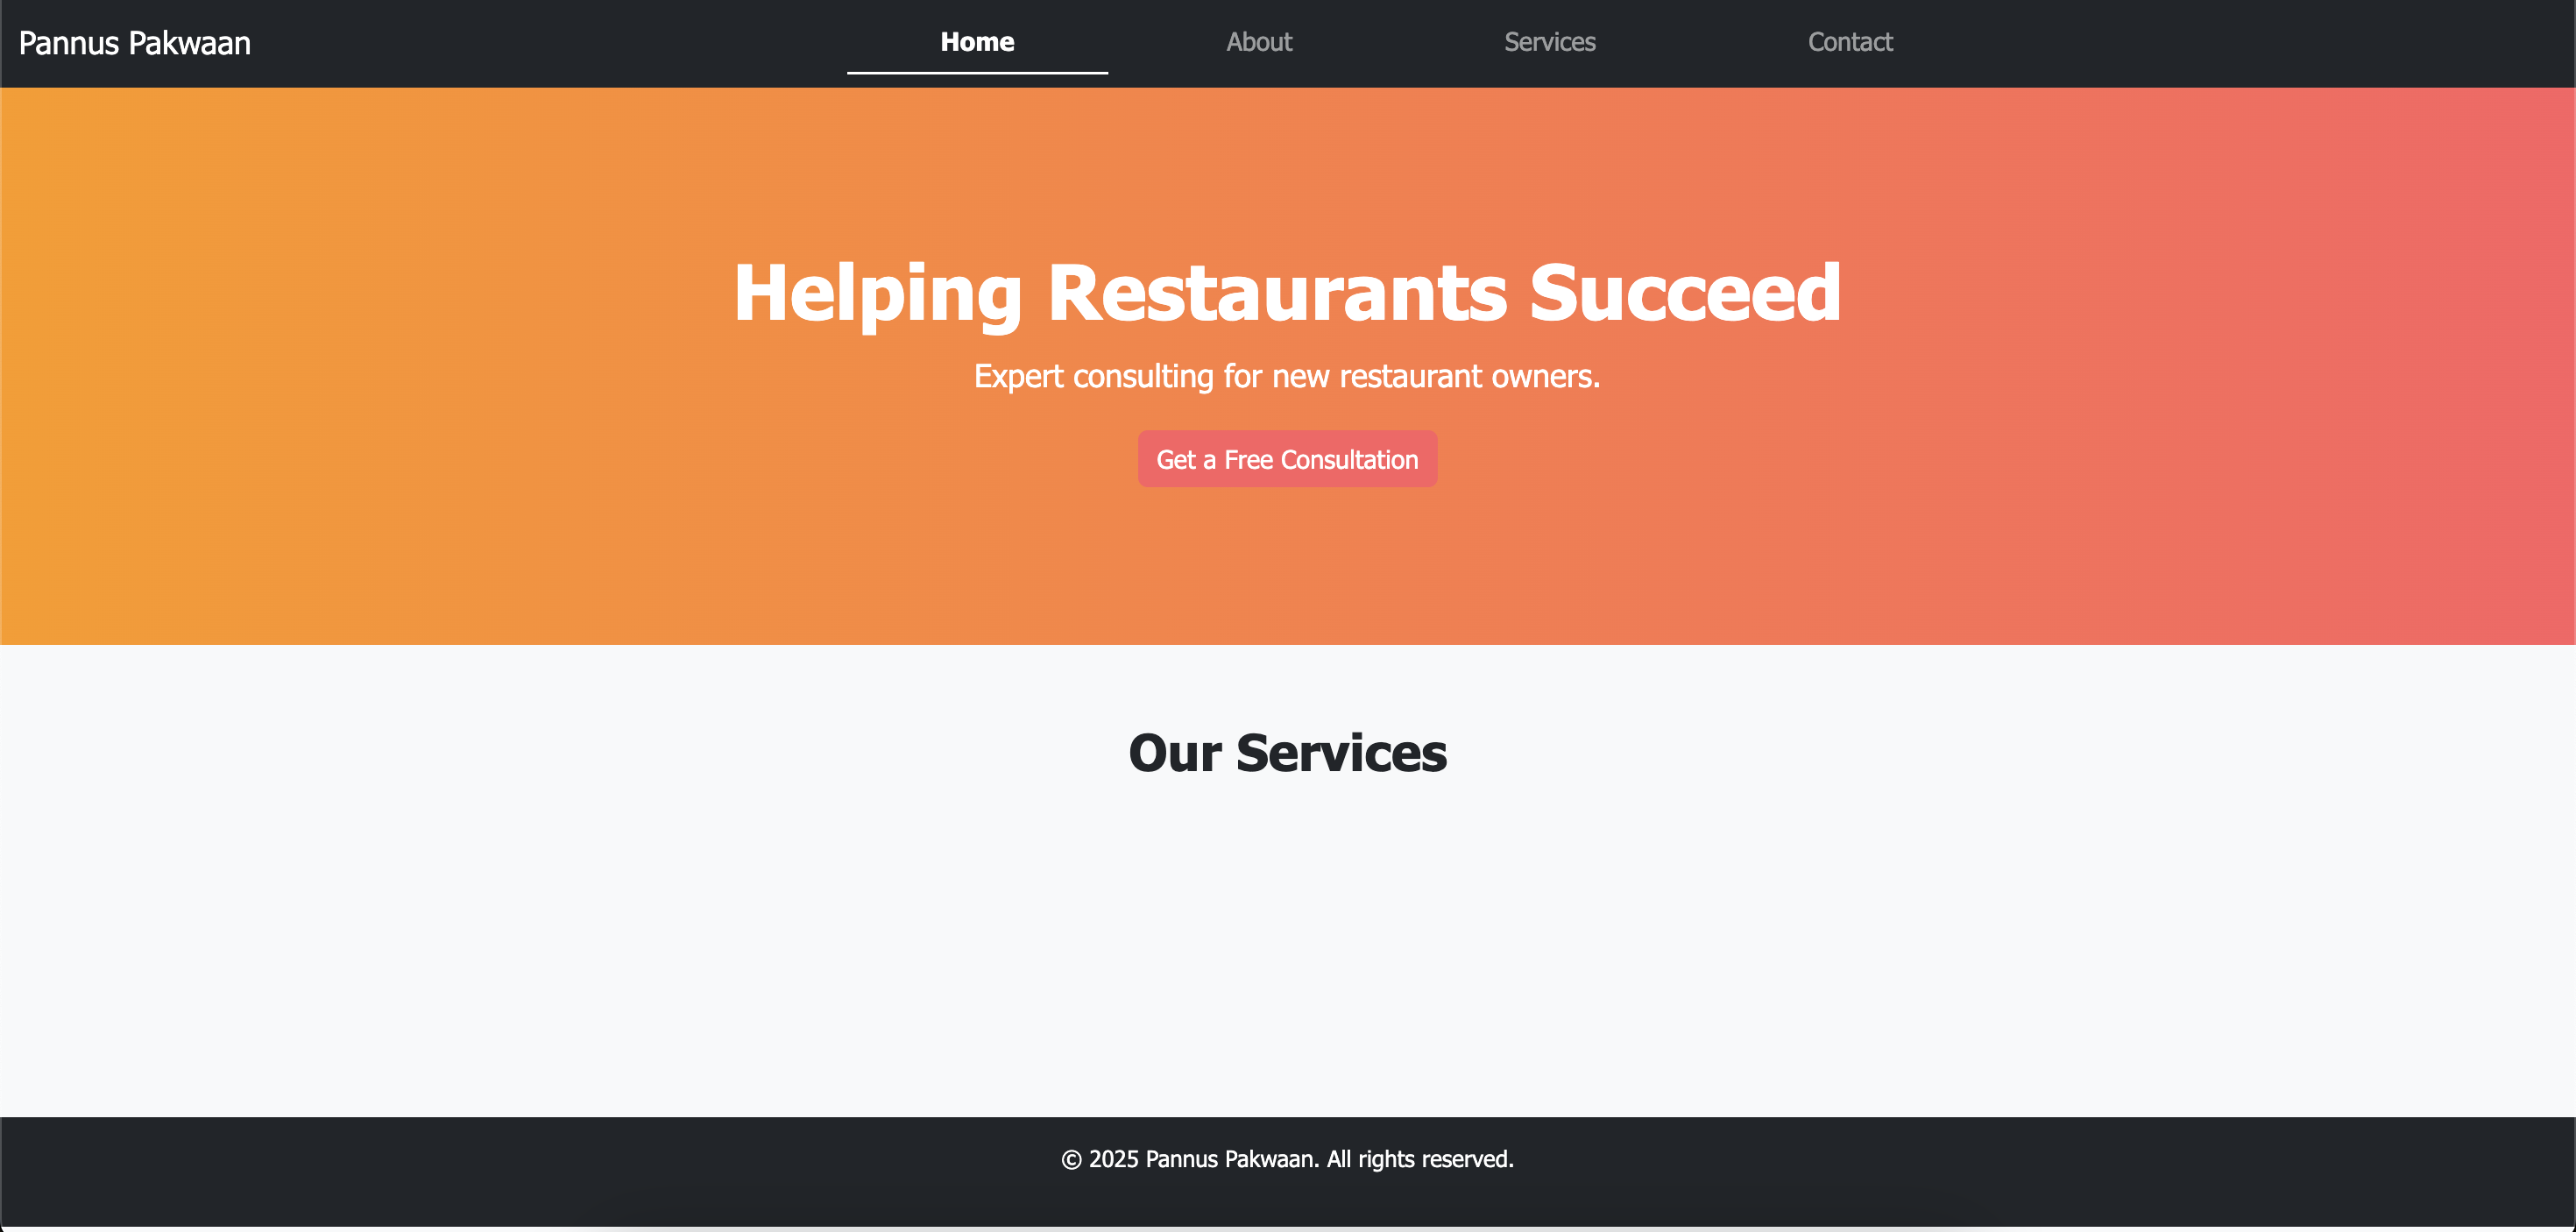 Pannus Pakwaan
Home About Services Contact
Helping Restaurants Succeed
Expert consulting for new restaurant owners.
Get a Free Consultation
Our Services
© 2025 Pannus Pakwaan. All rights reserved.